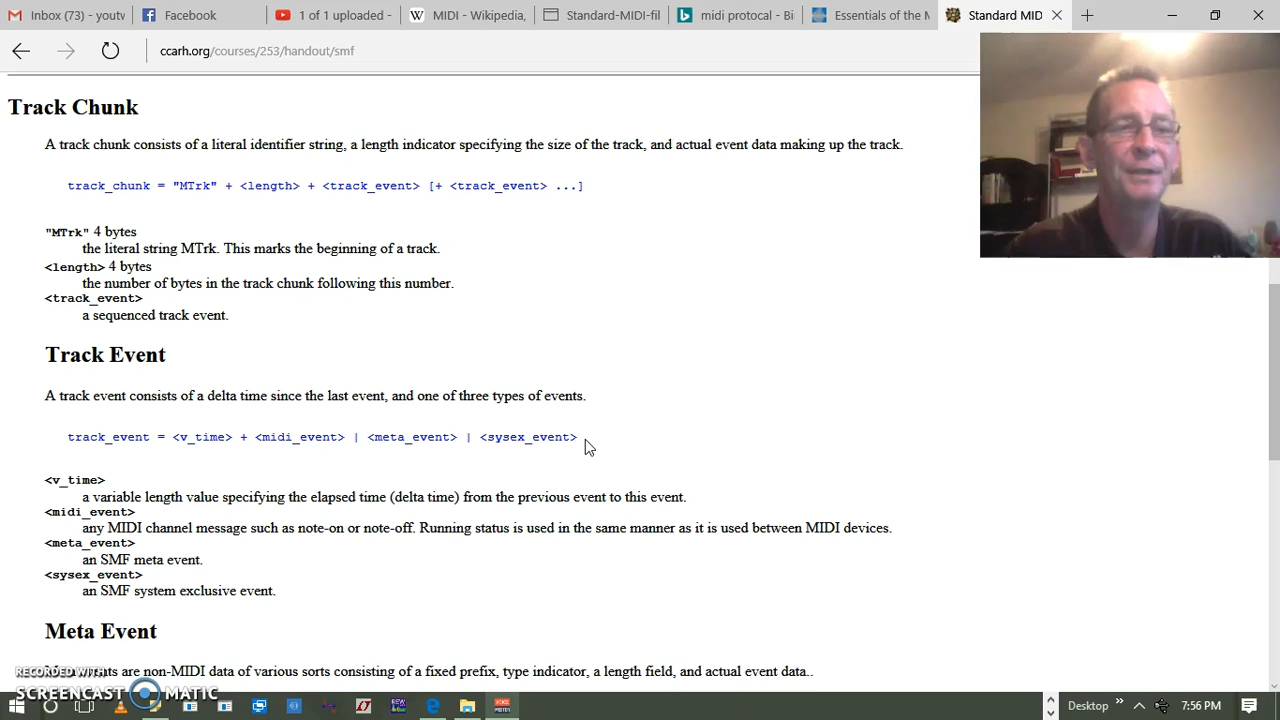 Inbox (73) - youtv
Facebook
1 of 1 uploaded -
W MIDI - Wikipedia,
Standard-MIDI-fil
midi protocal - Bi
Essentials of the M
Standard MID
ccarh.org/courses/253/handout/smf
Track Chunk
A track chunk consists of a literal identifier string, a length indicator specifying the size of the track, and actual event data making up the track.
track_chunk = "MTrk" + <length> + <track_event> [+ <track_event> ...]
"MTrk" 4 bytes
the literal string MTrk. This marks the beginning of a track.
<length> 4 bytes
the number of bytes in the track chunk following this number.
<track_event>
a sequenced track event.
Track Event
A track event consists of a delta time since the last event, and one of three types of events.
track_event = <v_time> + <midi_event> | <meta_event> | <sysex_event>
<v_time>
a variable length value specifying the elapsed time (delta time) from the previous event to this event.
<midi_event>
any MIDI channel message such as note-on or note-off. Running status is used in the same manner as it is used between MIDI devices.
<meta_event>
an SMF meta event.
<sysex_event>
an SMF system exclusive event.
Meta Event
are non-MIDI data of various sorts consisting of a fixed prefix, type indicator, a length field, and actual event data..
RECORDED WITH
SCREENCAST MATIC
Desktop
7:56 PM